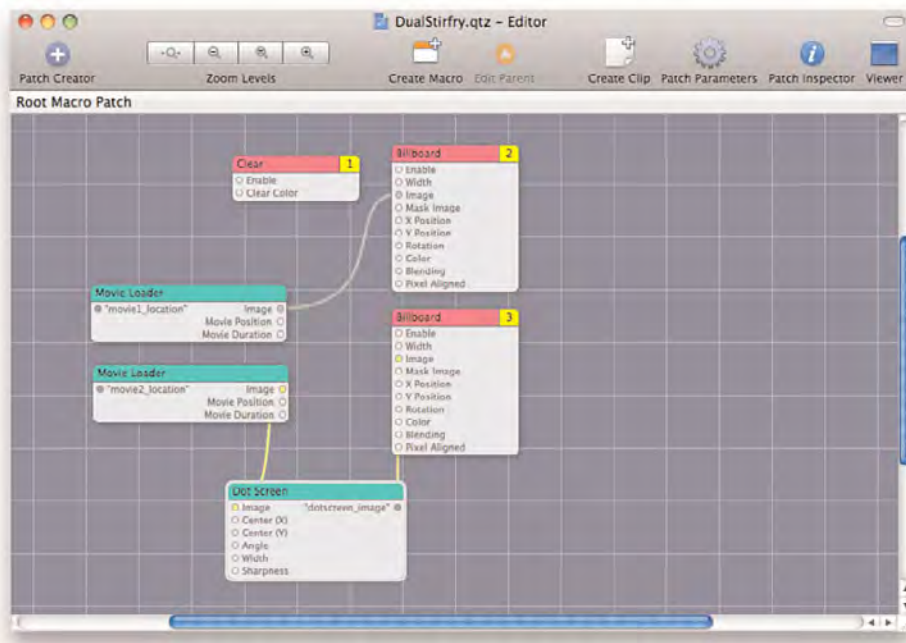 DualStirfry.qtz – Editor
Patch Creator
Zoom Levels
Create Macro
Edit Parent
Create Clip
Patch Parameters
Patch Inspector
Viewer
Root Macro Patch
Clear 1
Enable
Clear Color
Billboard 2
Enable
Width
Image
Mask Image
X Position
Y Position
Rotation
Color
Blending
Pixel Aligned
Movie Loader
"movie1_location" Image
Movie Position
Movie Duration
Billboard 3
Enable
Width
Image
Mask Image
X Position
Y Position
Rotation
Color
Blending
Pixel Aligned
Movie Loader
"movie2_location" Image
Movie Position
Movie Duration
Dot Screen
Image "dotscreen_image"
Center (X)
Center (Y)
Angle
Width
Sharpness